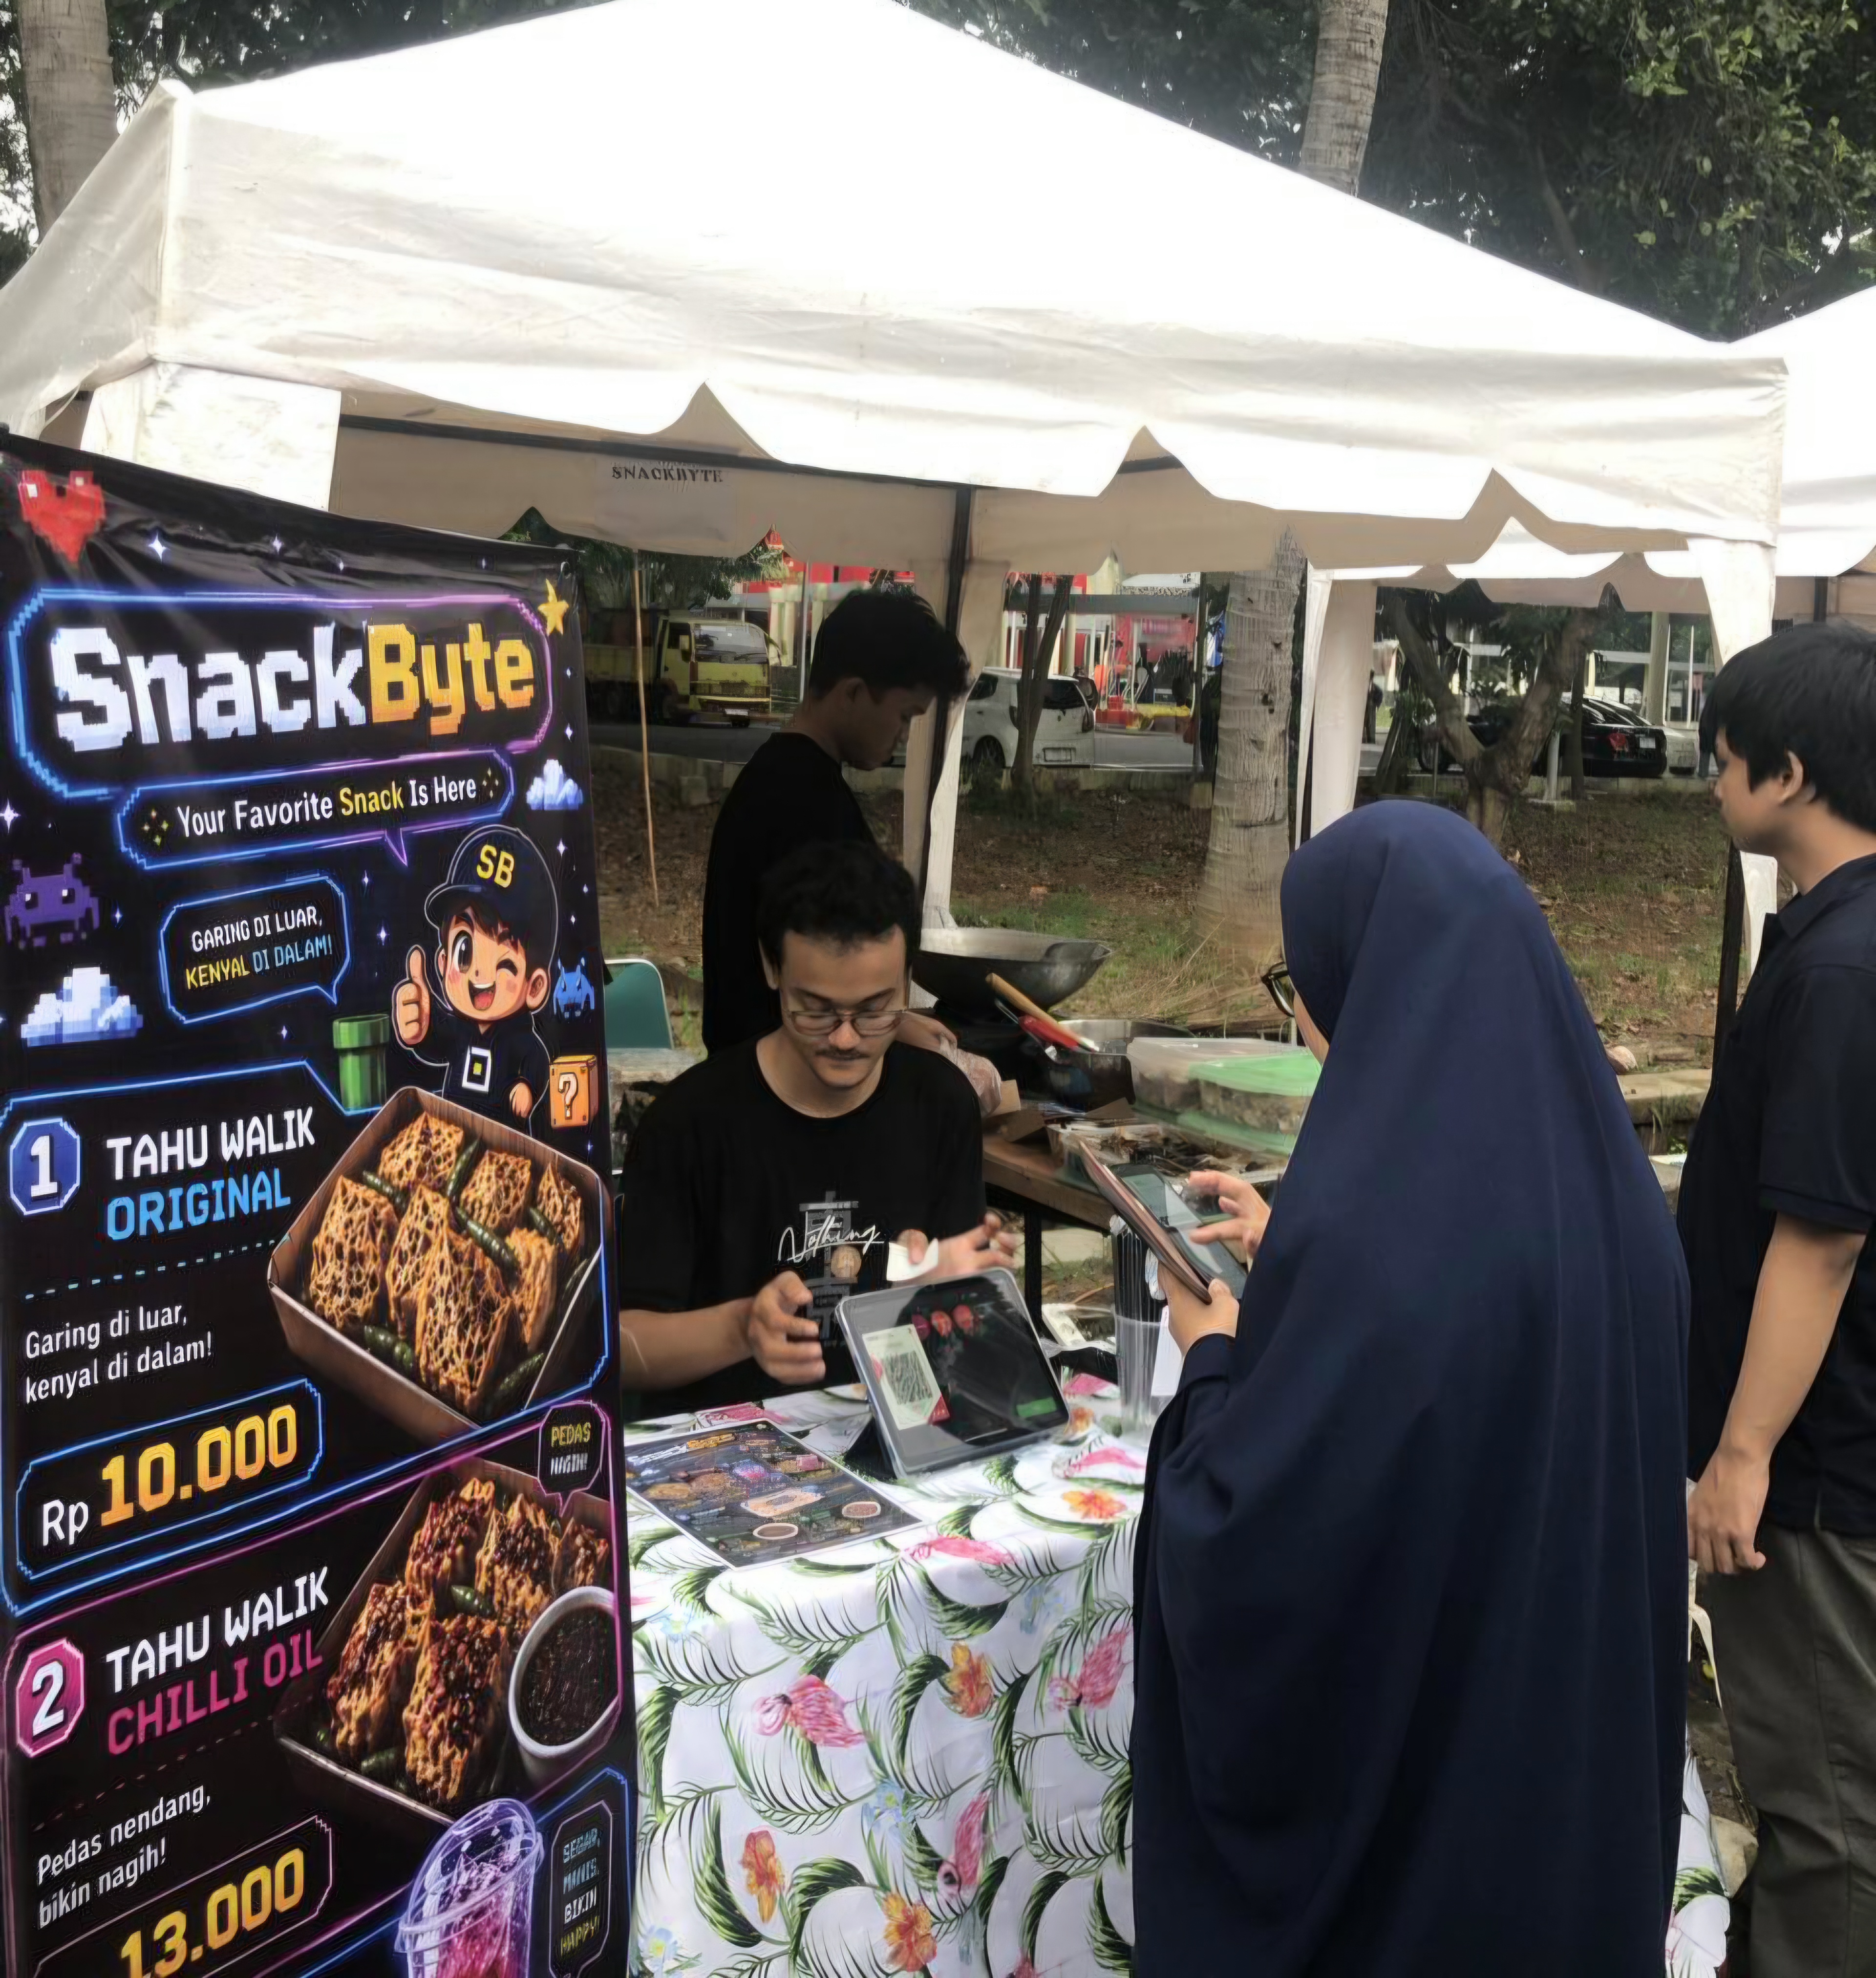 SNACKBYTE
SnackByte
Your Favorite Snack Is Here
GARING DI LUAR,
KENYAL DI DALAM!
SB
?
1
TAHU WALIK
ORIGINAL
Garing di luar,
kenyal di dalam!
Rp 10.000
PEDAS
NAGIH!
2
TAHU WALIK
CHILLI OIL
Pedas nendang,
bikin nagih!
13.000
SEGAR,
MANIS,
BIKIN
HAPPY!
Nothing